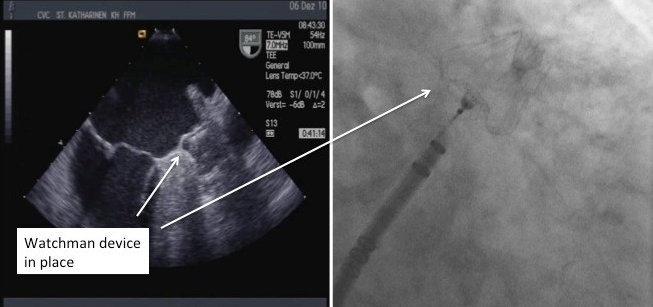 06 Dez 10
CVC ST. KATHARINEN KH FFM
08:43:30
TE-V5M 54Hz
7.0MHz 100mm
TEE
General
Lens Temp<37.0°C
78dB S1/ 0/1/4
Verst= -6dB Δ=2
S13
0:41:14
Watchman device
in place